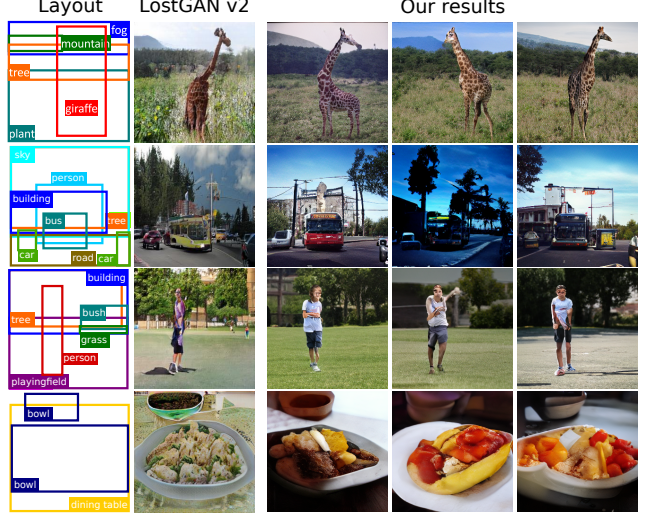 Layout LostGAN v2 Our results
fog
mountain
tree
giraffe
plant
sky
person
building
bus tree
car road car
building
bush
tree
grass
person
playingfield
bowl
bowl
dining table